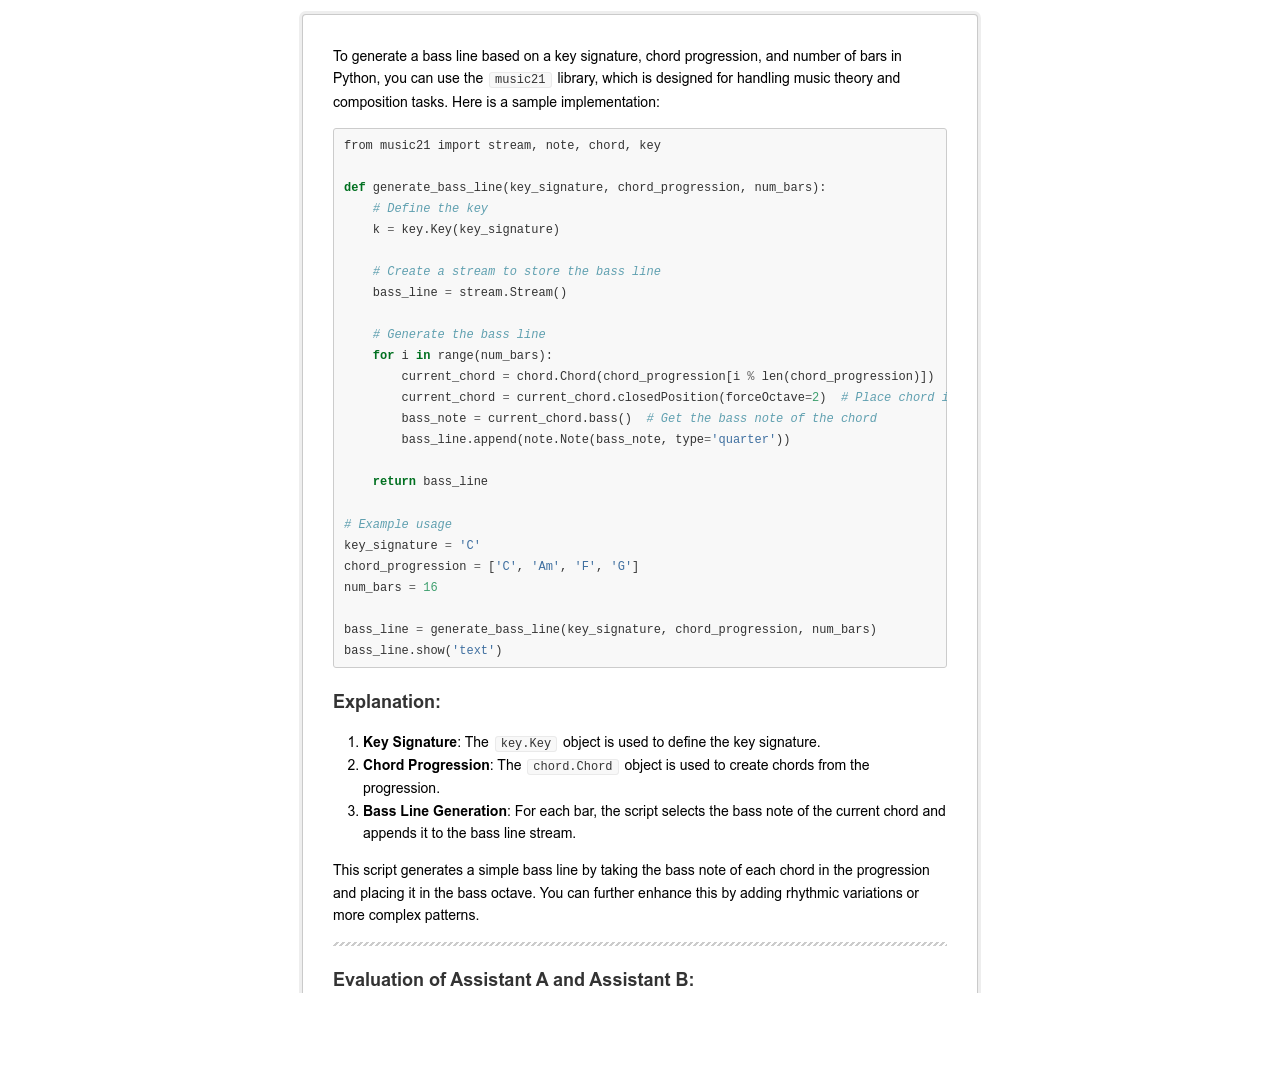 To generate a bass line based on a key signature, chord progression, and number of bars in
Python, you can use the music21 library, which is designed for handling music theory and
composition tasks. Here is a sample implementation:
from music21 import stream, note, chord, key
def generate_bass_line(key_signature, chord_progression, num_bars):
# Define the key
k = key.Key(key_signature)
# Create a stream to store the bass line
bass_line = stream.Stream()
# Generate the bass line
for i in range(num_bars):
current_chord = chord.Chord(chord_progression[i % len(chord_progression)])
current_chord = current_chord.closedPosition(forceOctave=2)  # Place chord i
bass_note = current_chord.bass()  # Get the bass note of the chord
bass_line.append(note.Note(bass_note, type='quarter'))
return bass_line
# Example usage
key_signature = 'C'
chord_progression = ['C', 'Am', 'F', 'G']
num_bars = 16
bass_line = generate_bass_line(key_signature, chord_progression, num_bars)
bass_line.show('text')
Explanation:
1. Key Signature: The key.Key object is used to define the key signature.
2. Chord Progression: The chord.Chord object is used to create chords from the
progression.
3. Bass Line Generation: For each bar, the script selects the bass note of the current chord and
appends it to the bass line stream.
This script generates a simple bass line by taking the bass note of each chord in the progression
and placing it in the bass octave. You can further enhance this by adding rhythmic variations or
more complex patterns.
Evaluation of Assistant A and Assistant B: